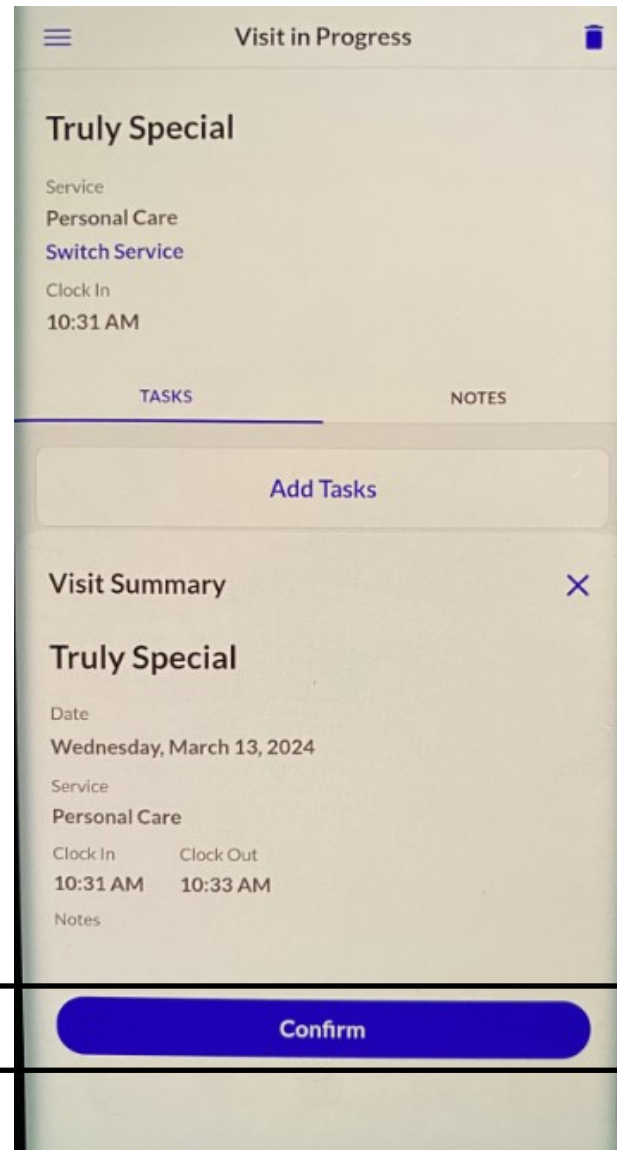 Visit in Progress
Truly Special
Service
Personal Care
Switch Service
Clock In
10:31 AM
TASKS NOTES
Add Tasks
Visit Summary
Truly Special
Date
Wednesday, March 13, 2024
Service
Personal Care
Clock In Clock Out
10:31 AM 10:33 AM
Notes
Confirm